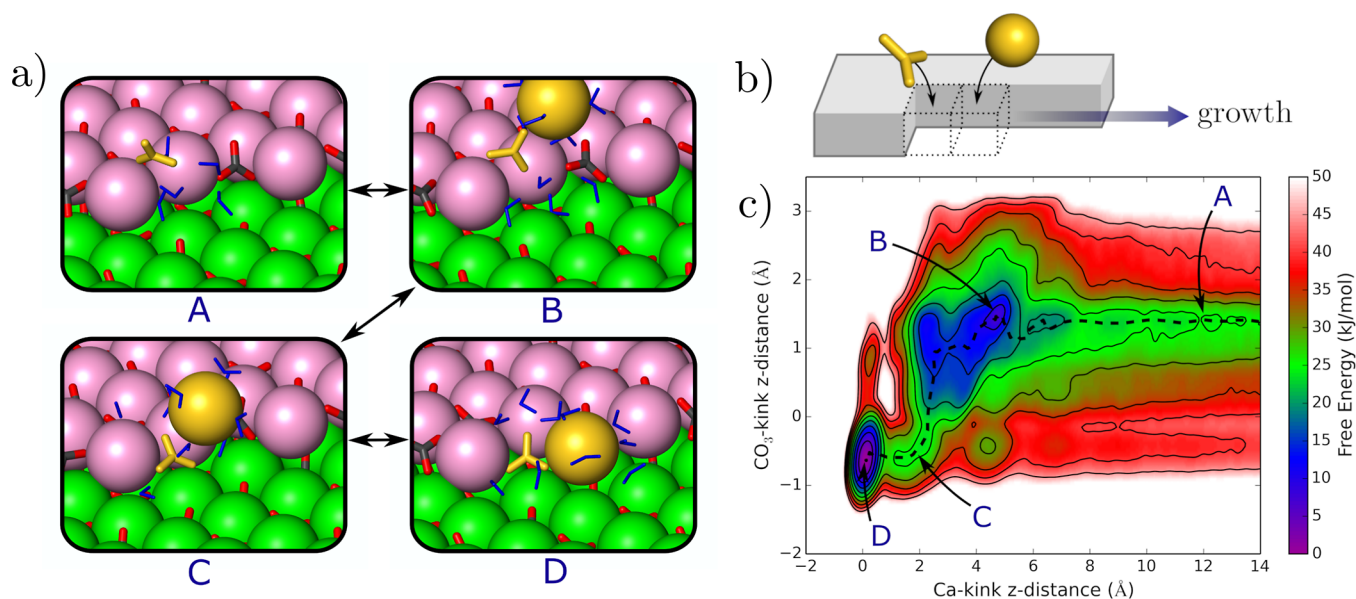 a)
A
B
C
D
b)
growth
c)
A
B
C
D
3
2
1
0
−1
−2
CO3-kink z-distance (Å)
0
2
4
6
8
10
12
14
Ca-kink z-distance (Å)
50
45
40
35
30
25
20
15
10
5
0
Free Energy (kJ/mol)